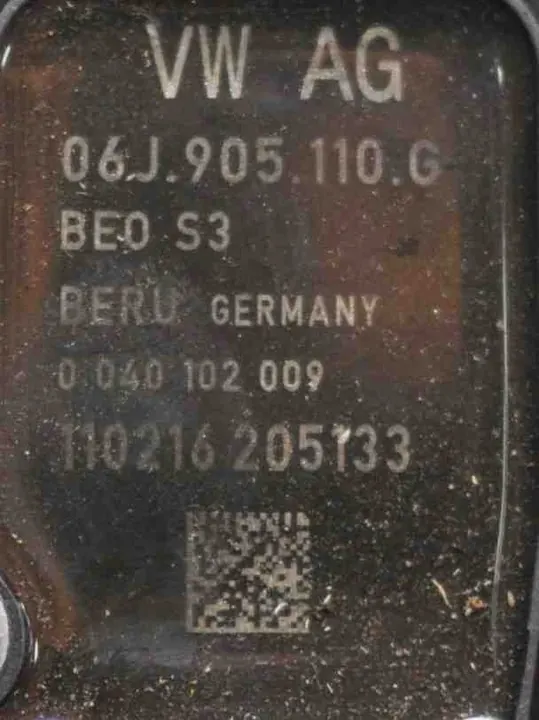 VW AG
06J.905.110.G
BEO S3
BERU GERMANY
0 040 102 009
110216 205133